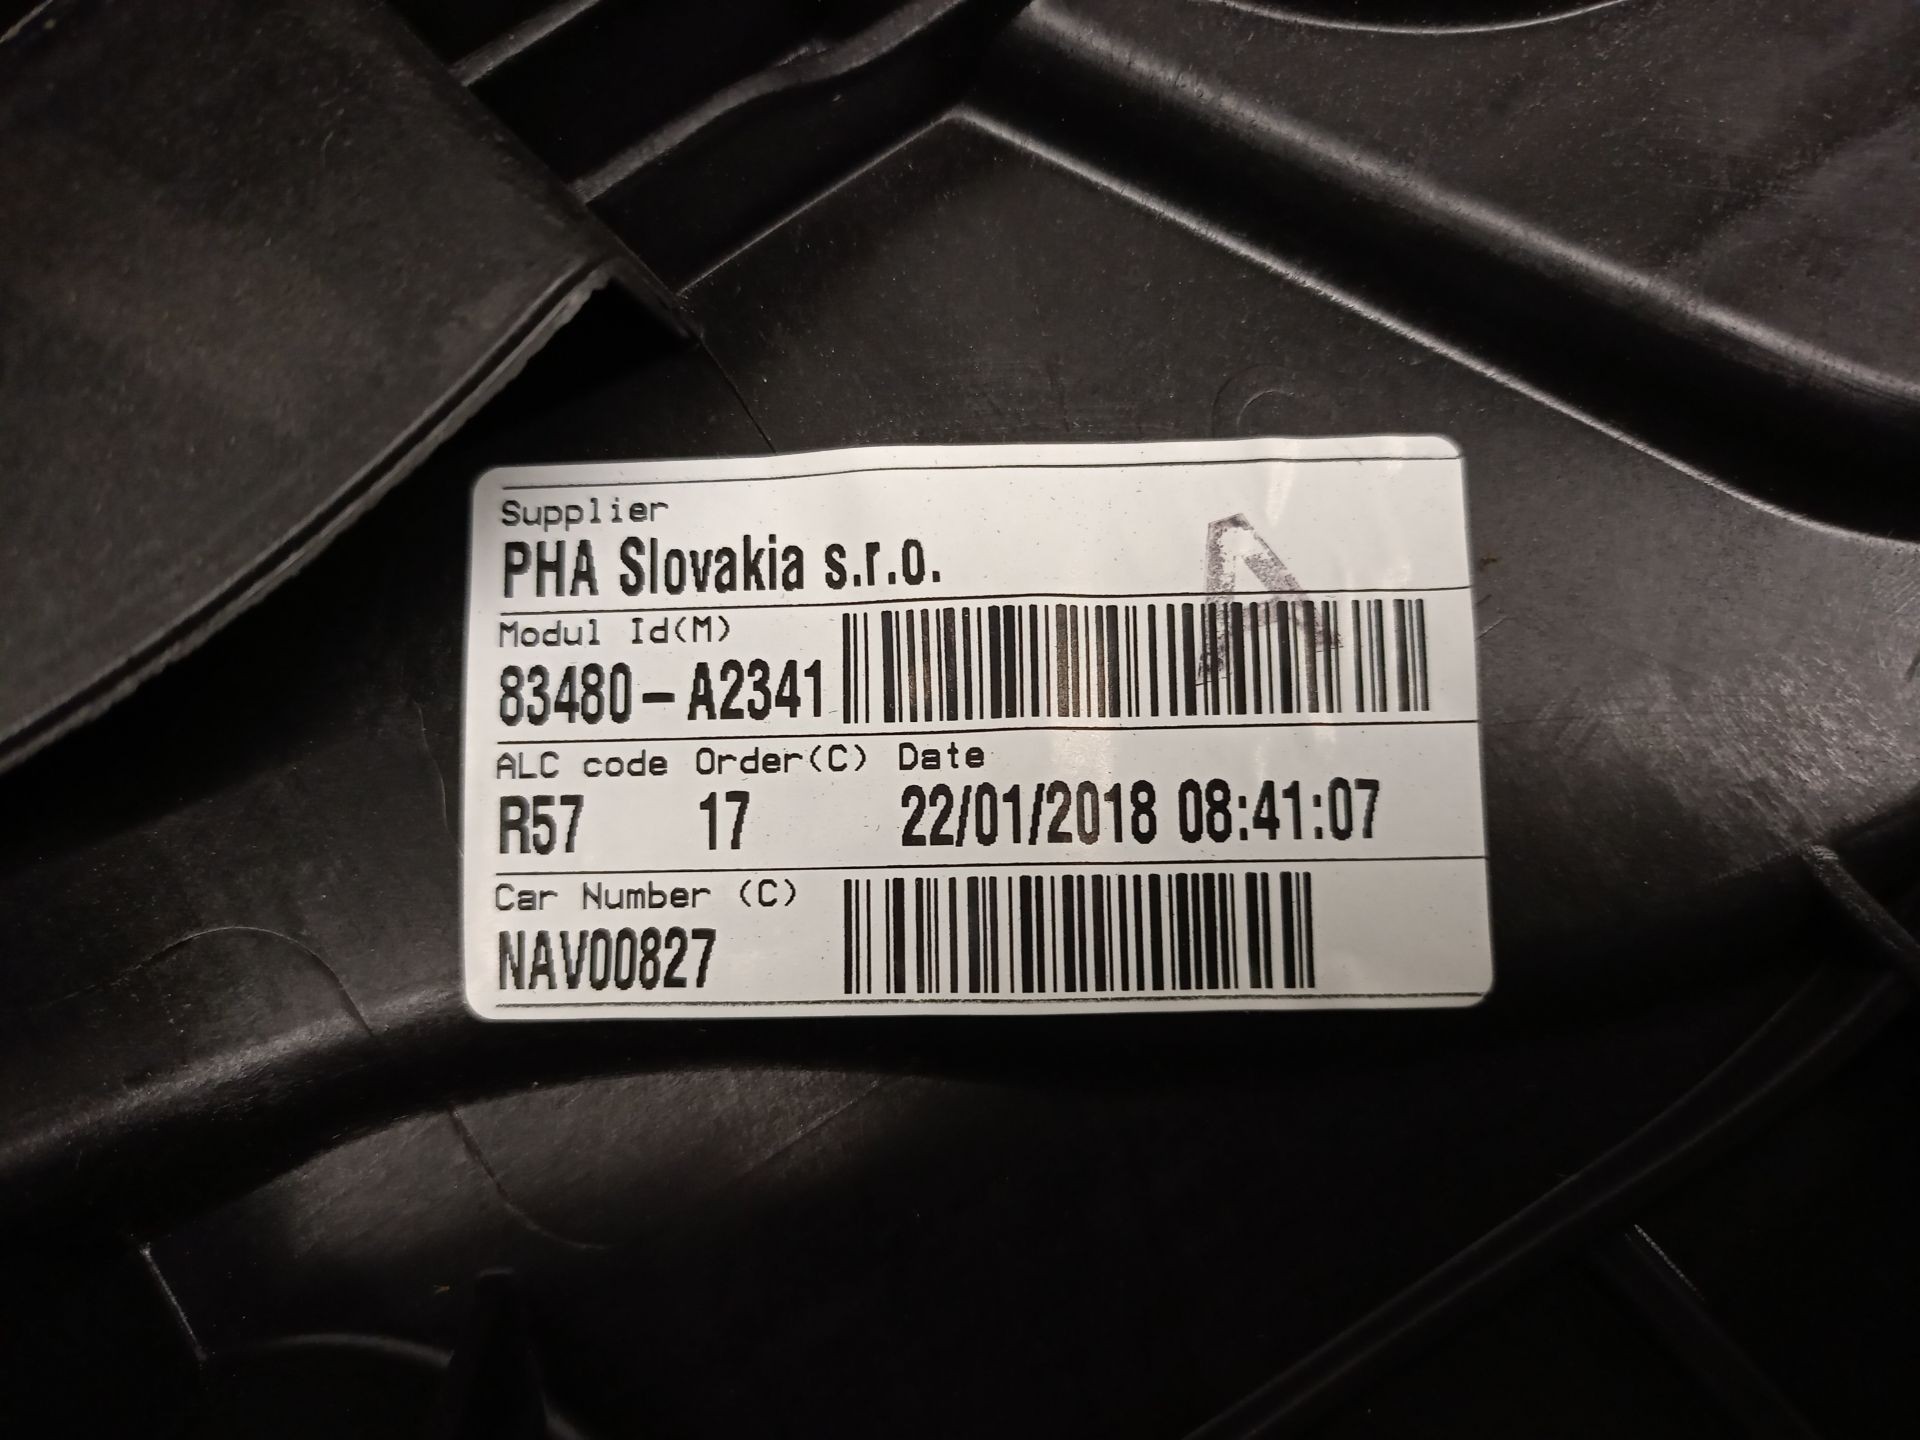 Supplier
PHA Slovakia s.r.o.
A
Modul Id(M)
83480-A2341
ALC code Order(C) Date
R57 17 22/01/2018 08:41:07
Car Number (C)
NAV00827